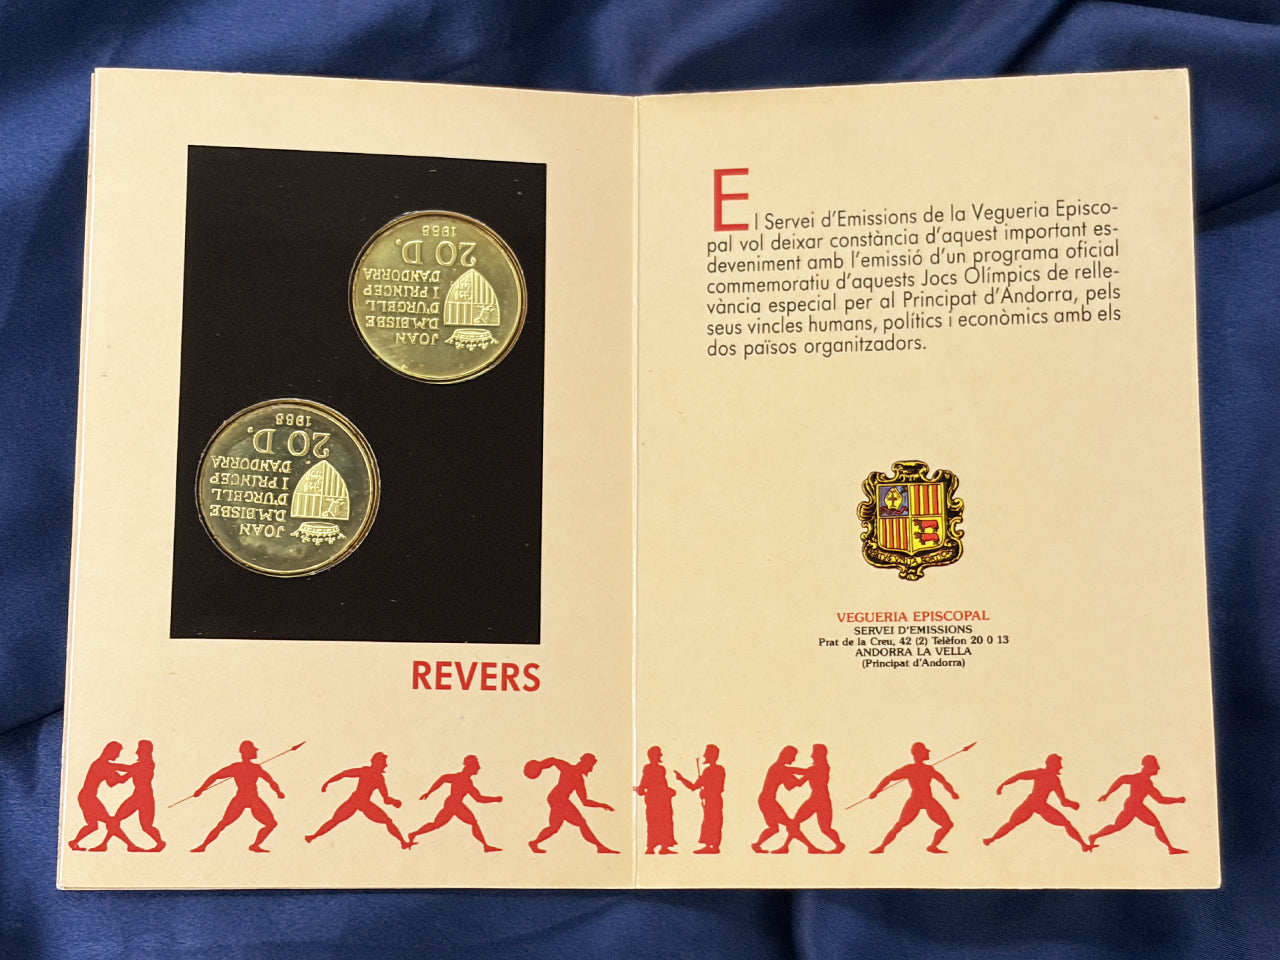 1988
20 D.
JOAN
D.M.BISBE
D'URGELL
I PRINCEP
D'ANDORRA
1988
20 D.
JOAN
D.M.BISBE
D'URGELL
I PRINCEP
D'ANDORRA
REVERS
El Servei d'Emissions de la Vegueria Episco-
pal vol deixar constància d'aquest important es-
deveniment amb l'emissió d'un programa oficial
commemoratiu d'aquests Jocs Olímpics de relle-
vància especial per al Principat d'Andorra, pels
seus vincles humans, polítics i econòmics amb els
dos països organitzadors.
VEGUERIA EPISCOPAL
SERVEI D'EMISSIONS
Prat de la Creu, 42 (2) Telèfon 20 0 13
ANDORRA LA VELLA
(Principat d'Andorra)